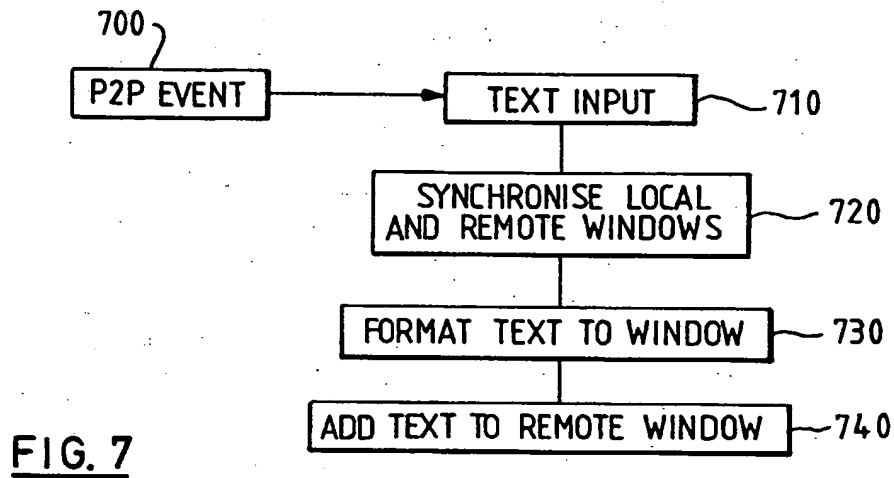 700
P2P EVENT
TEXT INPUT
710
SYNCHRONISE LOCAL
AND REMOTE WINDOWS
720
FORMAT TEXT TO WINDOW
730
ADD TEXT TO REMOTE WINDOW
740
FIG. 7